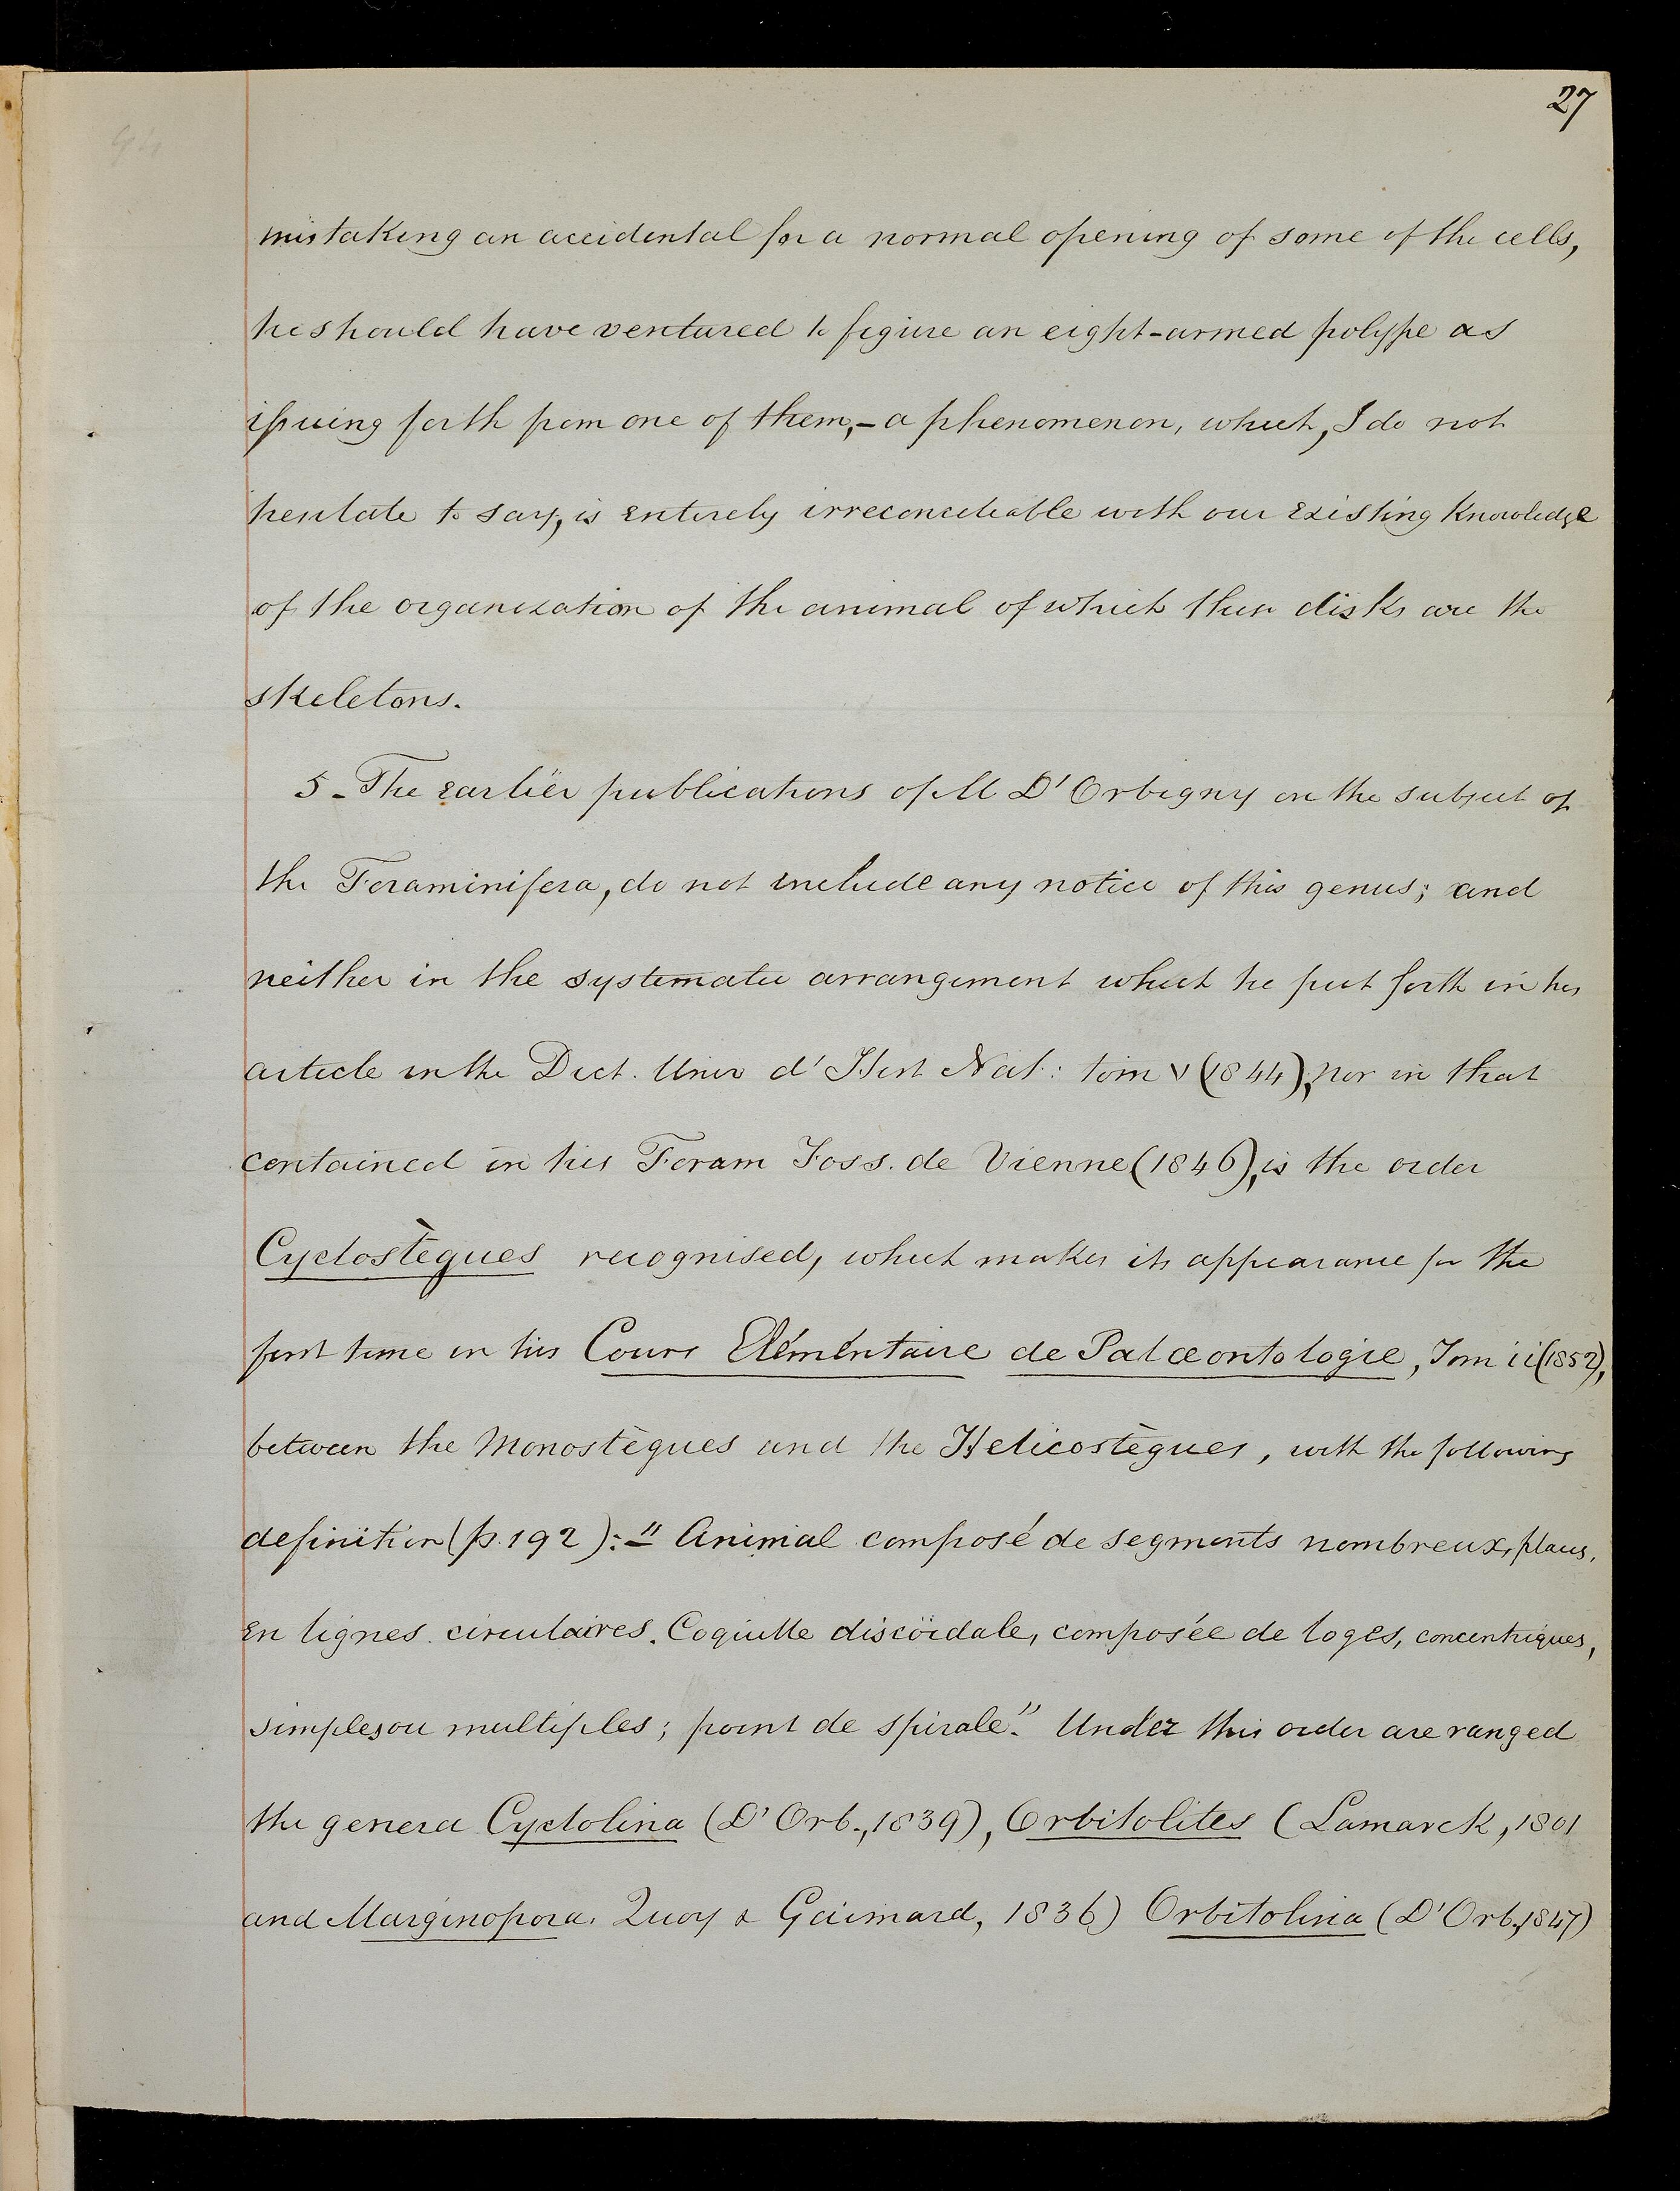 27
mistaking an accidental for a normal opening of some of the cells,
he should have ventured to figure an eight-armed polype as
issuing forth from one of them,- a phenomenon, which, I do not
hesitate to say, is entirely irreconcileable with our existing knowledge
of the organization of the animal of which these disks are the
skeletons.
5 - The earlier publications of M D'Orbigny on the subject of
the Foraminifera, do not include any notice of this genus; and
neither in the systematic arrangement which he put forth in his
article in the Dict. Univ d'Hist Nat: tom v (1844), nor in that
contained in his Foram Foss. de Vienne (1846), is the order
Cyclostègues recognised, which makes its appearance for the
first time in his Cours Elémentaire de Palæontologie, Tom ii (1852),
between the Monostègues and the Helicostègues, with the following
definition (p. 192):- "Animal composé de segments nombreux, placés,
en lignes circulaires. Coquille discöidale, composée de loges, concentriques,
simples ou multiples; point de spirale". Under this order are ranged
the genera Cyclolina (D'Orb., 1839), Orbitolites (Lamarck, 1801
and Marginopora. Quoy & Gaimard, 1836) Orbitolina (D'Orb., 1847)